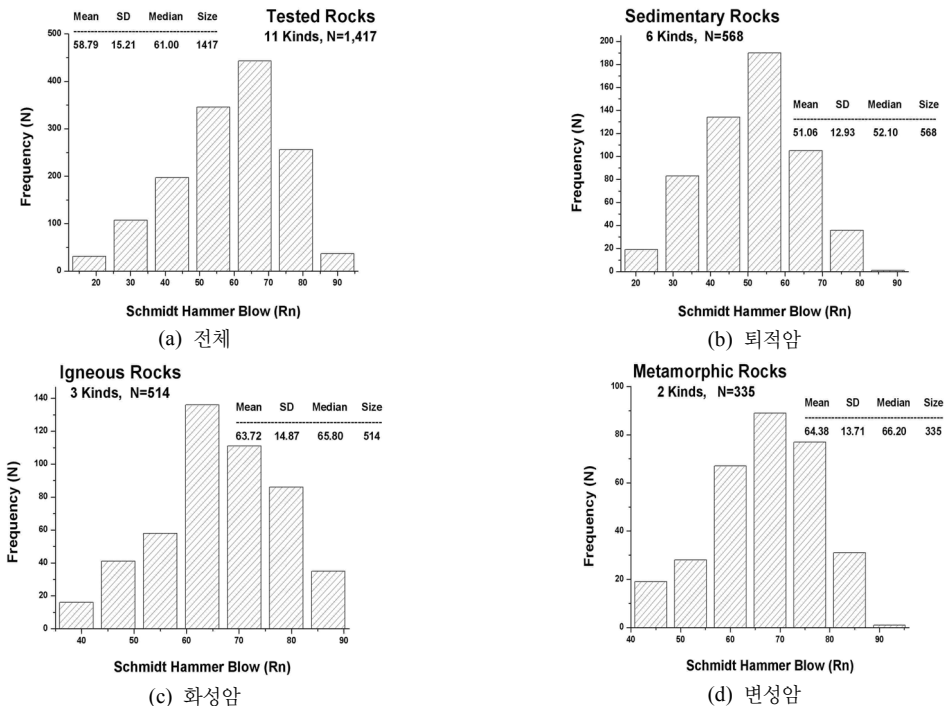 Tested Rocks
11 Kinds, N=1,417
Mean SD Median Size
58.79 15.21 61.00 1417
Frequency (N)
500
400
300
200
100
0
20 30 40 50 60 70 80 90
Schmidt Hammer Blow (Rn)
(a) 전체
Sedimentary Rocks
6 Kinds, N=568
Mean SD Median Size
51.06 12.93 52.10 568
Frequency (N)
200
180
160
140
120
100
80
60
40
20
0
20 30 40 50 60 70 80 90
Schmidt Hammer Blow (Rn)
(b) 퇴적암
Igneous Rocks
3 Kinds, N=514
Mean SD Median Size
63.72 14.87 65.80 514
Frequency (N)
140
120
100
80
60
40
20
0
40 50 60 70 80 90
Schmidt Hammer Blow (Rn)
(c) 화성암
Metamorphic Rocks
2 Kinds, N=335
Mean SD Median Size
64.38 13.71 66.20 335
Frequency (N)
100
80
60
40
20
0
40 50 60 70 80 90
Schmidt Hammer Blow (Rn)
(d) 변성암